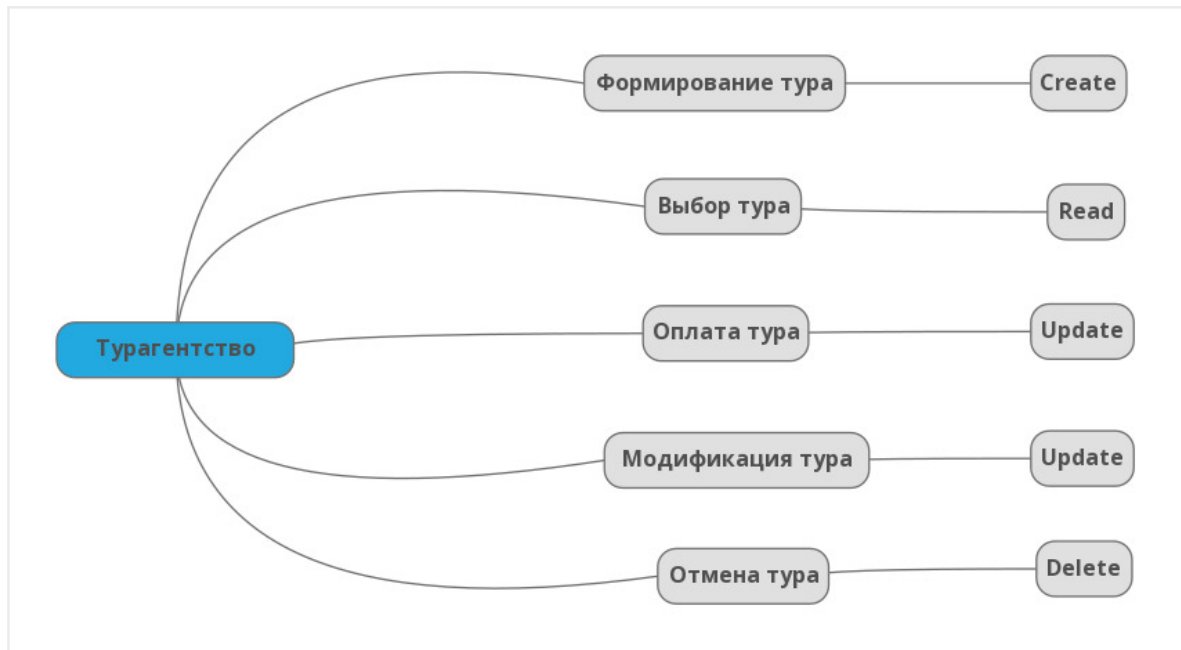 Формирование тура
Create
Выбор тура
Read
Турагентство
Оплата тура
Update
Модификация тура
Update
Отмена тура
Delete